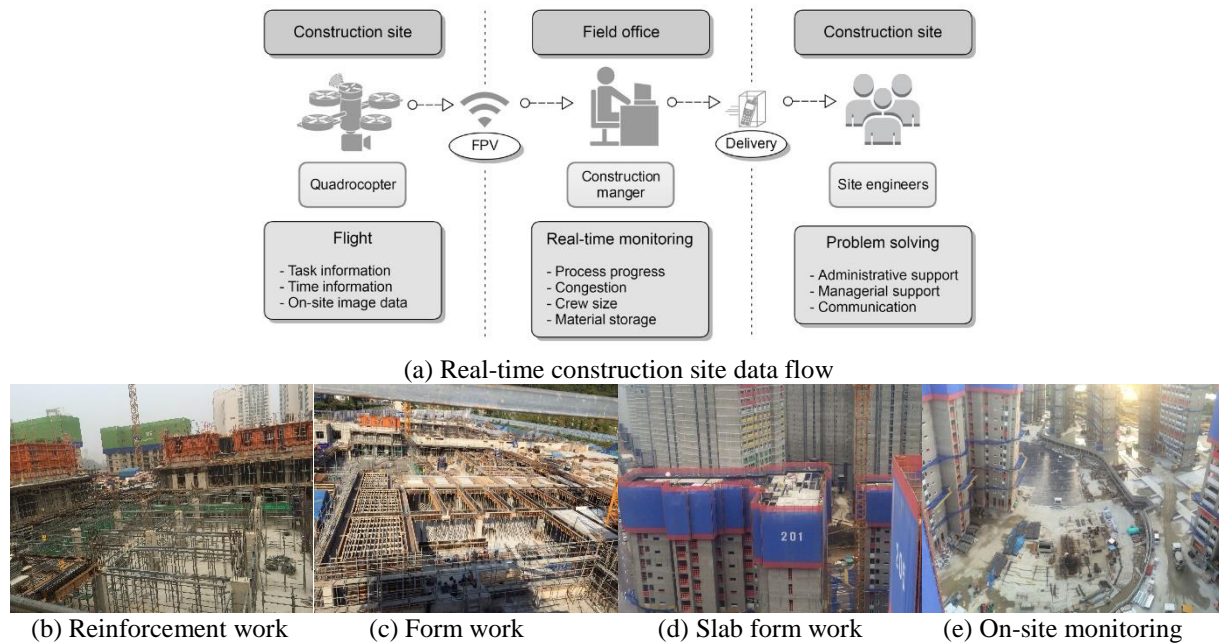 Construction site
Field office
Construction site
FPV
Delivery
Quadrocopter
Construction
manger
Site engineers
Flight
- Task information
- Time information
- On-site image data
Real-time monitoring
- Process progress
- Congestion
- Crew size
- Material storage
Problem solving
- Administrative support
- Managerial support
- Communication
(a) Real-time construction site data flow
201
(b) Reinforcement work
(c) Form work
(d) Slab form work
(e) On-site monitoring